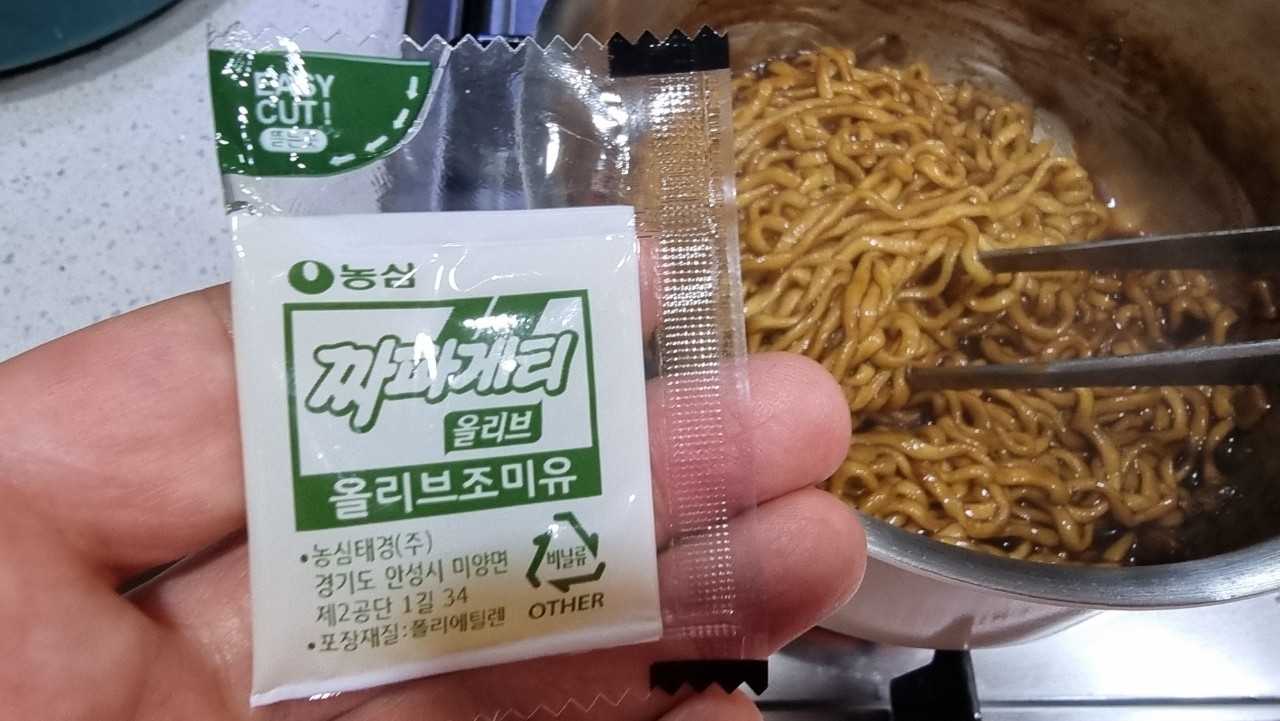 EASY
CUT!
뜯는곳
농심
짜파게티
올리브
올리브조미유
•농심태경(주)
경기도 안성시 미양면
제2공단 1길 34
•포장재질:폴리에틸렌
비닐류
OTHER